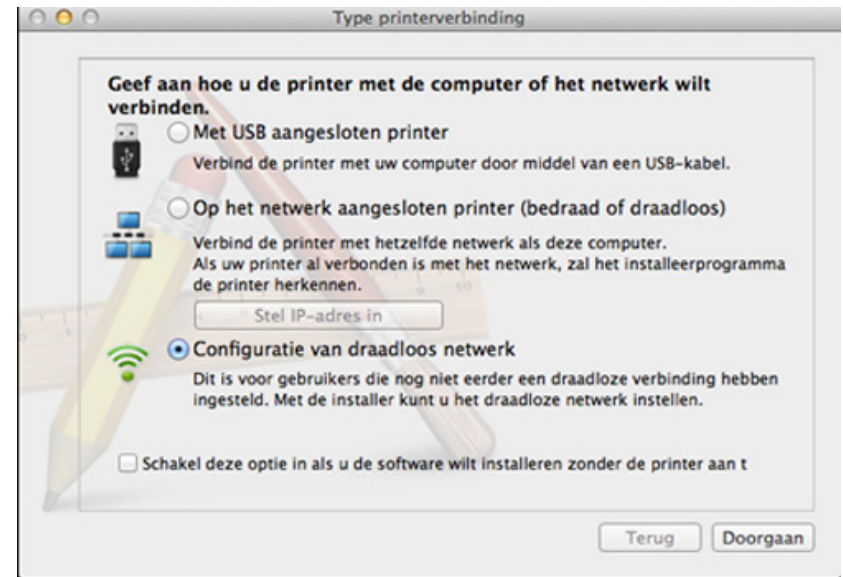 Type printerverbinding
Geef aan hoe u de printer met de computer of het netwerk wilt
verbinden.
Met USB aangesloten printer
Verbind de printer met uw computer door middel van een USB-kabel.
Op het netwerk aangesloten printer (bedraad of draadloos)
Verbind de printer met hetzelfde netwerk als deze computer.
Als uw printer al verbonden is met het netwerk, zal het installeerprogramma
de printer herkennen.
Stel IP-adres in
Configuratie van draadloos netwerk
Dit is voor gebruikers die nog niet eerder een draadloze verbinding hebben
ingesteld. Met de installer kunt u het draadloze netwerk instellen.
Schakel deze optie in als u de software wilt installeren zonder de printer aan t
Terug
Doorgaan